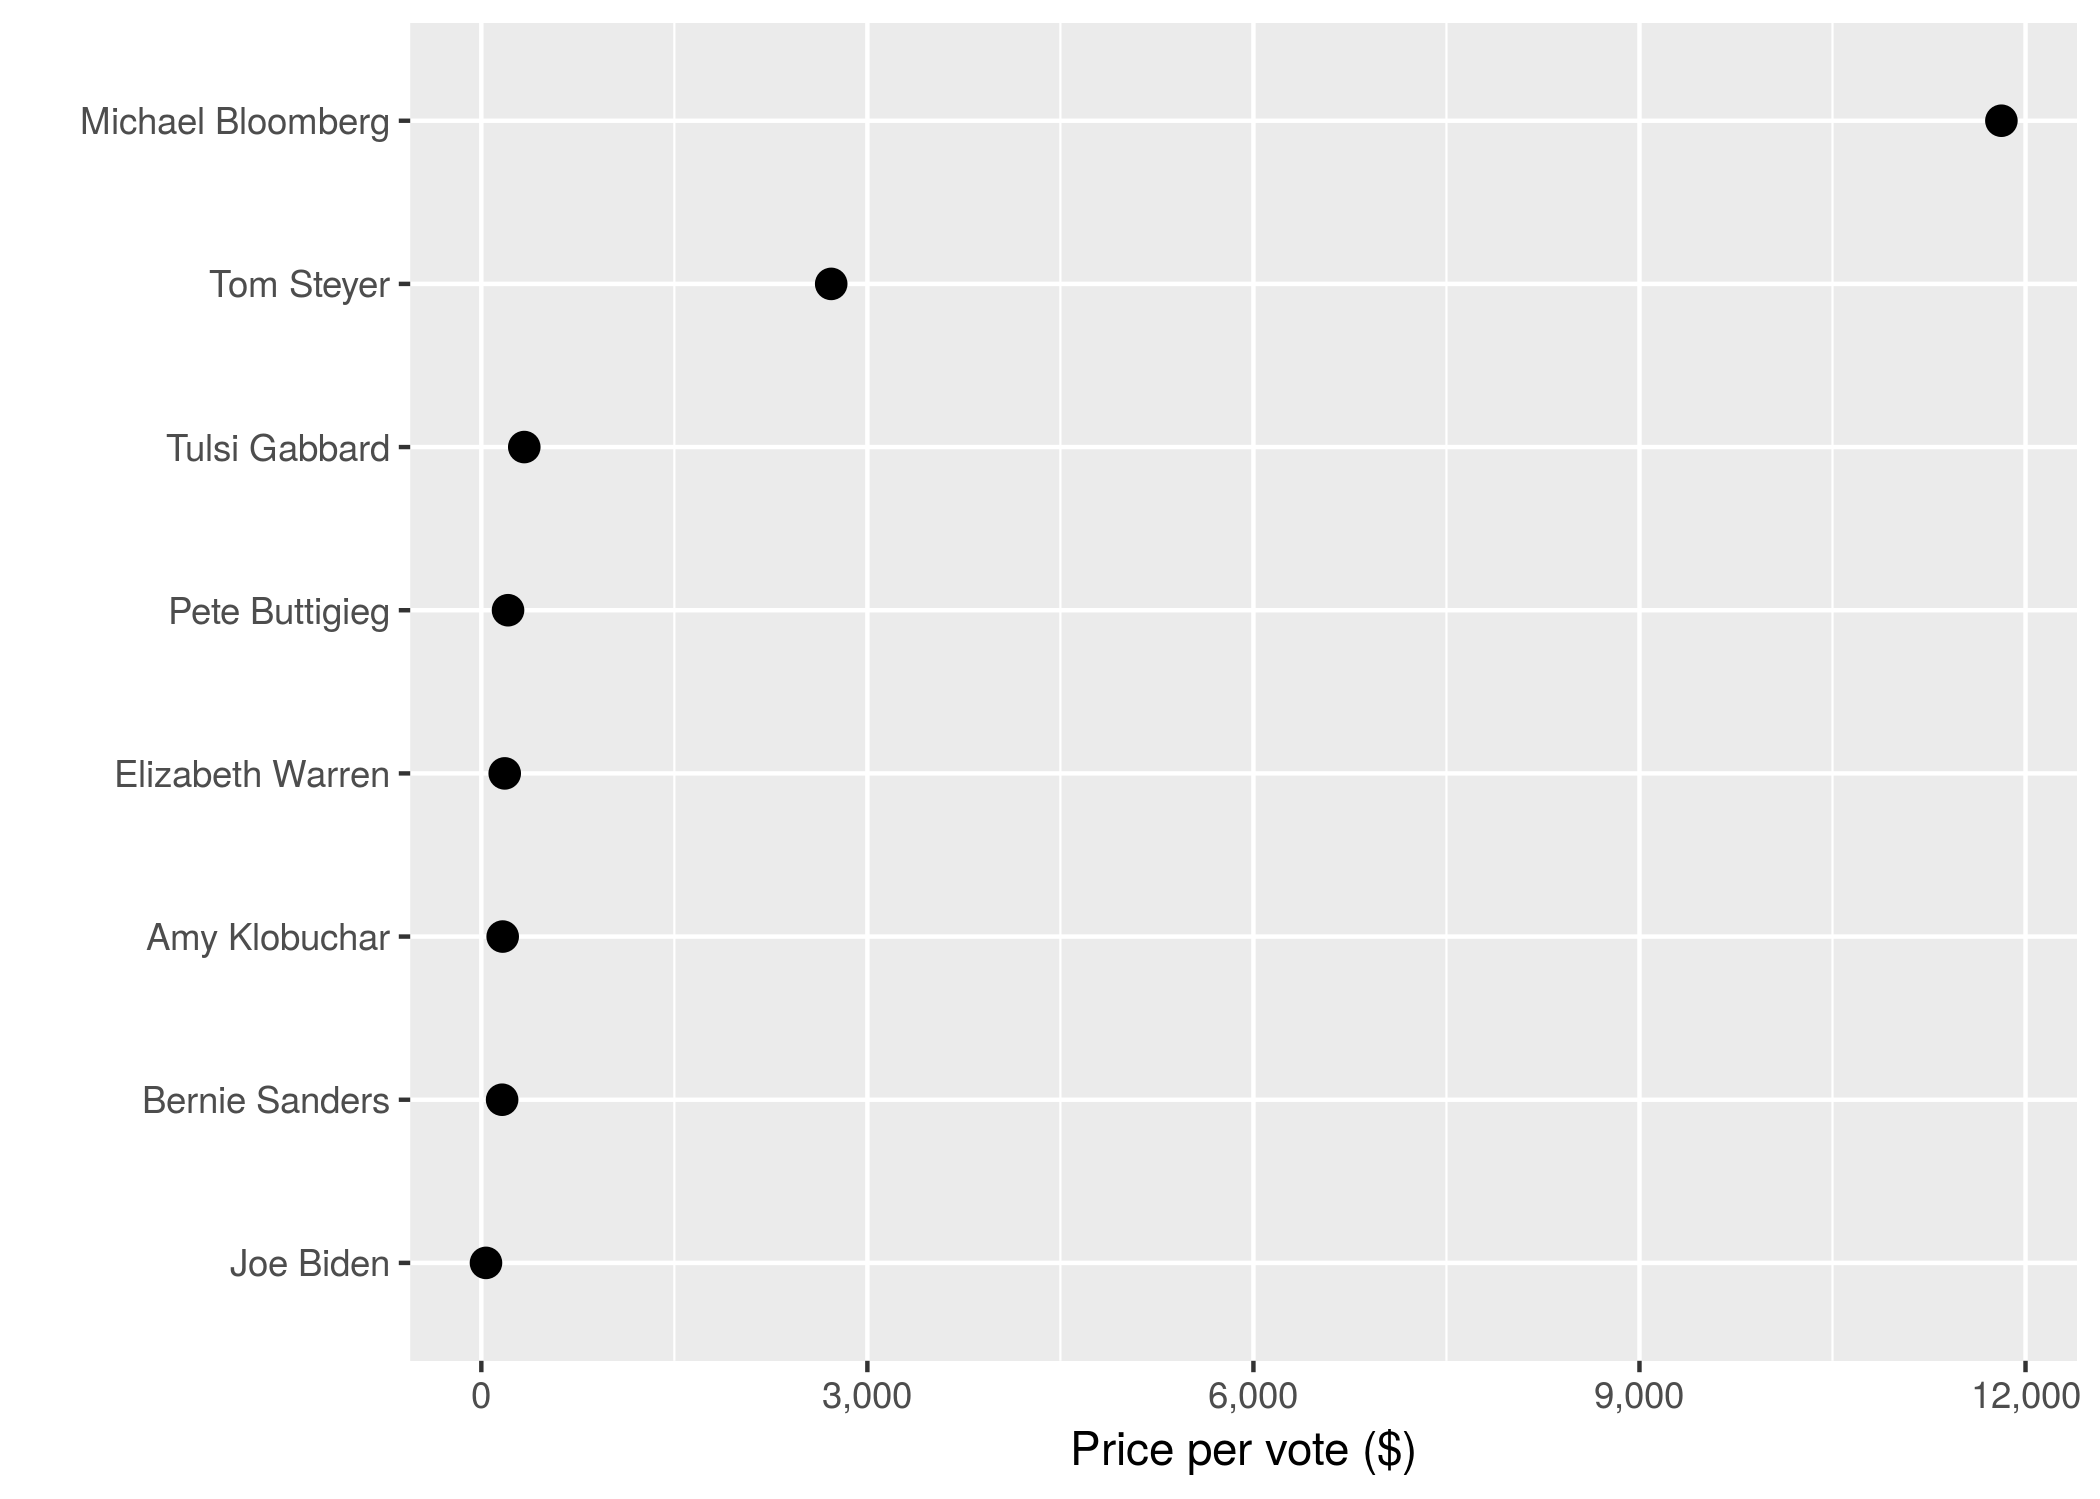 Michael Bloomberg
Tom Steyer
Tulsi Gabbard
Pete Buttigieg
Elizabeth Warren
Amy Klobuchar
Bernie Sanders
Joe Biden
0 3,000 6,000 9,000 12,000
Price per vote ($)